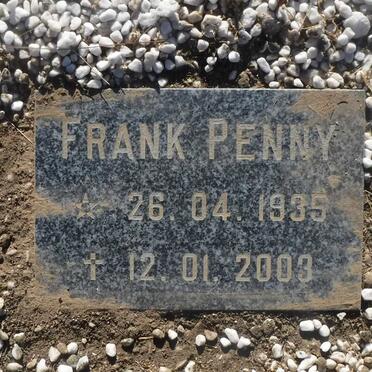 FRANK PENNY
☆ 26. 04. 1935
✝ 12. 01. 2003